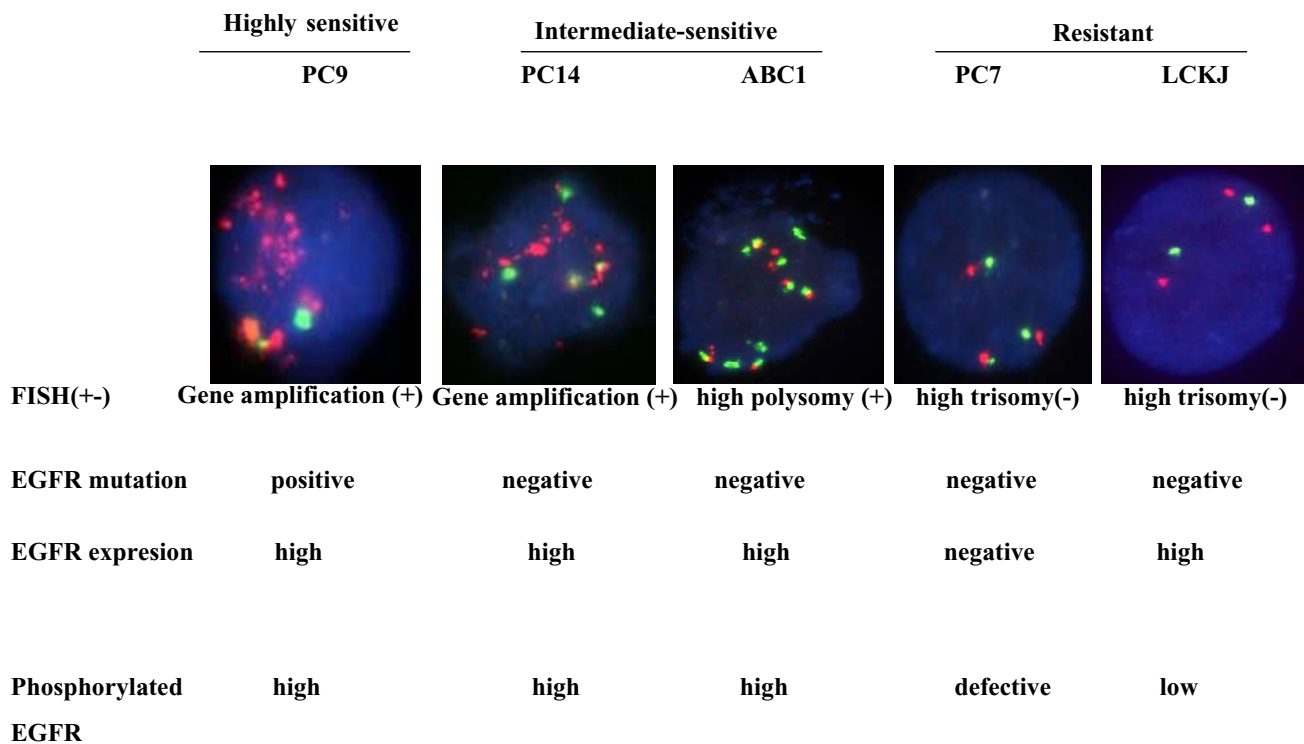 Highly sensitive Intermediate-sensitive Resistant
PC9 PC14 ABC1 PC7 LCKJ
FISH(+-) Gene amplification (+) Gene amplification (+) high polysomy (+) high trisomy(-) high trisomy(-)
EGFR mutation positive negative negative negative negative
EGFR expresion high high high negative high
Phosphorylated high high high defective low
EGFR